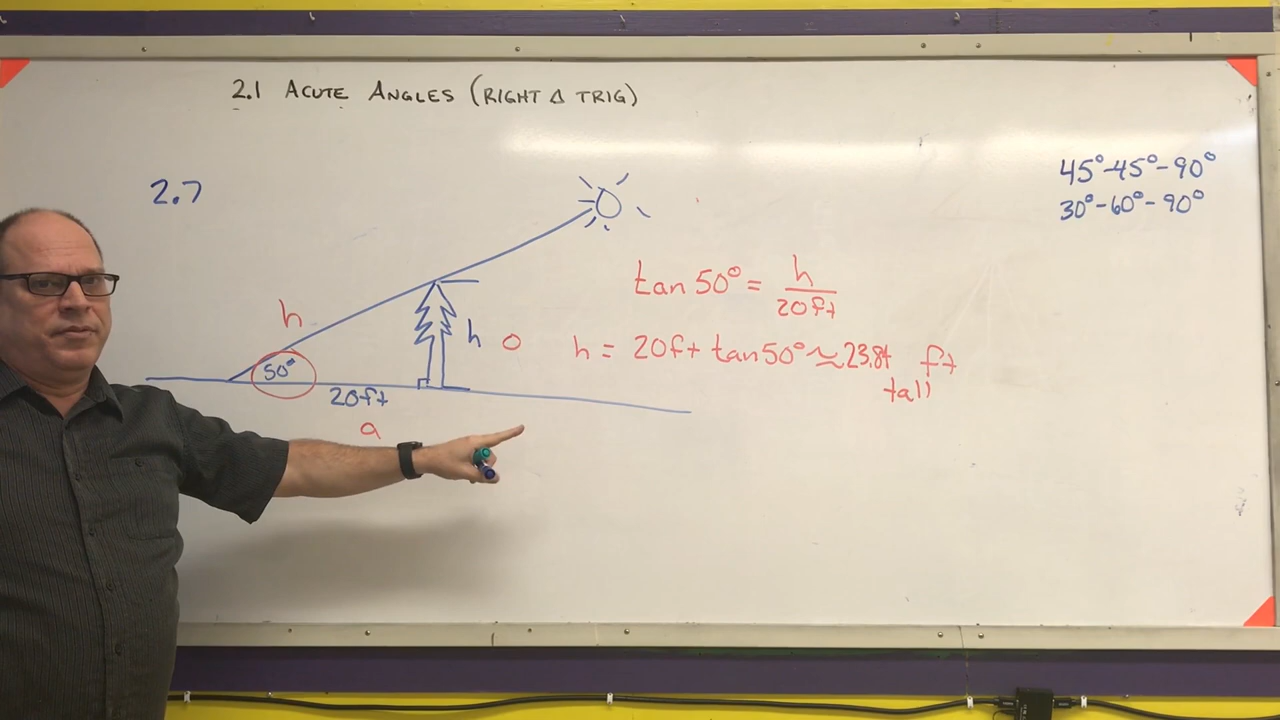 2.1 ACUTE ANGLES (RIGHT Δ TRIG)
45°-45°-90°
30°-60°-90°
2.7
h
50°
20ft
a
h o
tan 50° = h / 20ft
h = 20ft tan 50° ≈ 23.84 ft
tall